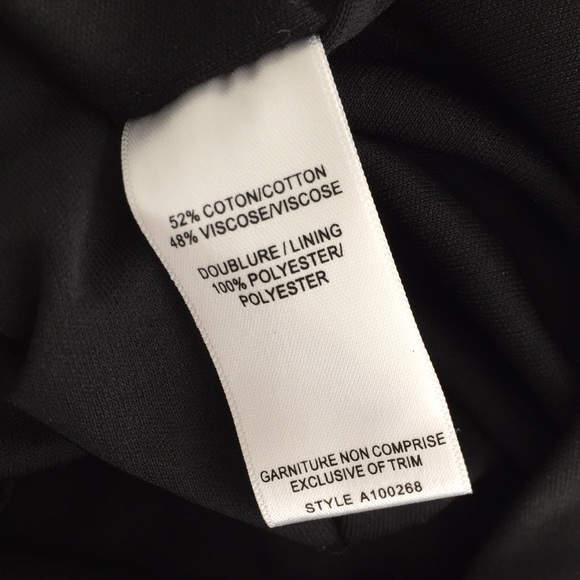 52% COTON/COTTON
48% VISCOSE/VISCOSE
DOUBLURE / LINING
100% POLYESTER/
POLYESTER
GARNITURE NON COMPRISE
EXCLUSIVE OF TRIM
STYLE A100268